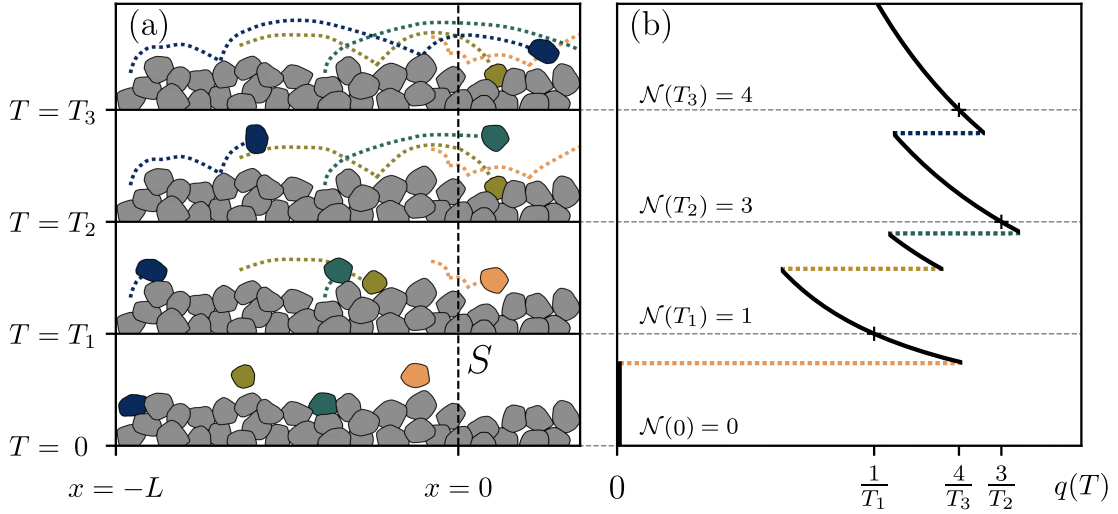 (a)
(b)
T = T₃
T = T₂
T = T₁
T = 0
S
x = −L
x = 0
𝒩(T₃) = 4
𝒩(T₂) = 3
𝒩(T₁) = 1
𝒩(0) = 0
0
1/T₁
4/T₃
3/T₂
q(T)